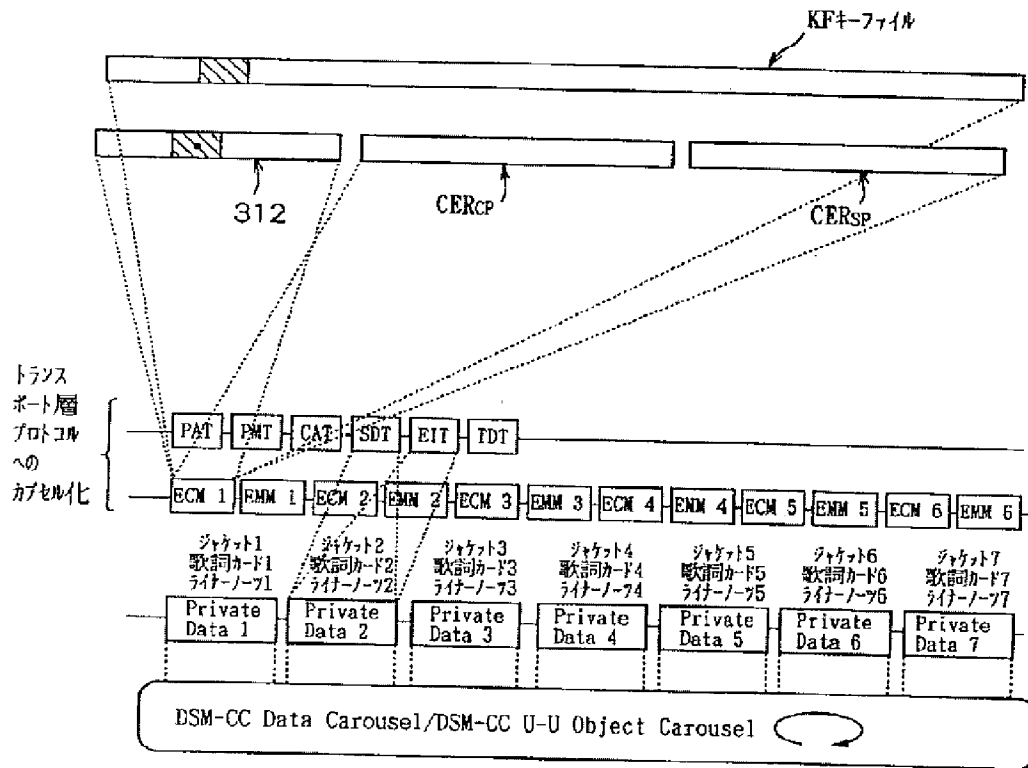 KFキーファイル
312
CERCP
CERSP
トランス
ポート層
プロトコル
への
カプセルイヒ
PAT PMT CAT SDT EIT TDT
ECM 1 EMM 1 ECM 2 EMM 2 ECM 3 EMM 3 ECM 4 EMM 4 ECM 5 EMM 5 ECM 6 EMM 6
ジャケット1 ジャケット2 ジャケット3 ジャケット4 ジャケット5 ジャケット6 ジャケット7
歌詞カード1 歌詞カード2 歌詞カード3 歌詞カード4 歌詞カード5 歌詞カード6 歌詞カード7
ライナーノーツ1 ライナーノーツ2 ライナーノーツ3 ライナーノーツ4 ライナーノーツ5 ライナーノーツ6 ライナーノーツ7
Private Private Private Private Private Private Private
Data 1 Data 2 Data 3 Data 4 Data 5 Data 6 Data 7
DSM-CC Data Carousel/DSM-CC U-U Object Carousel